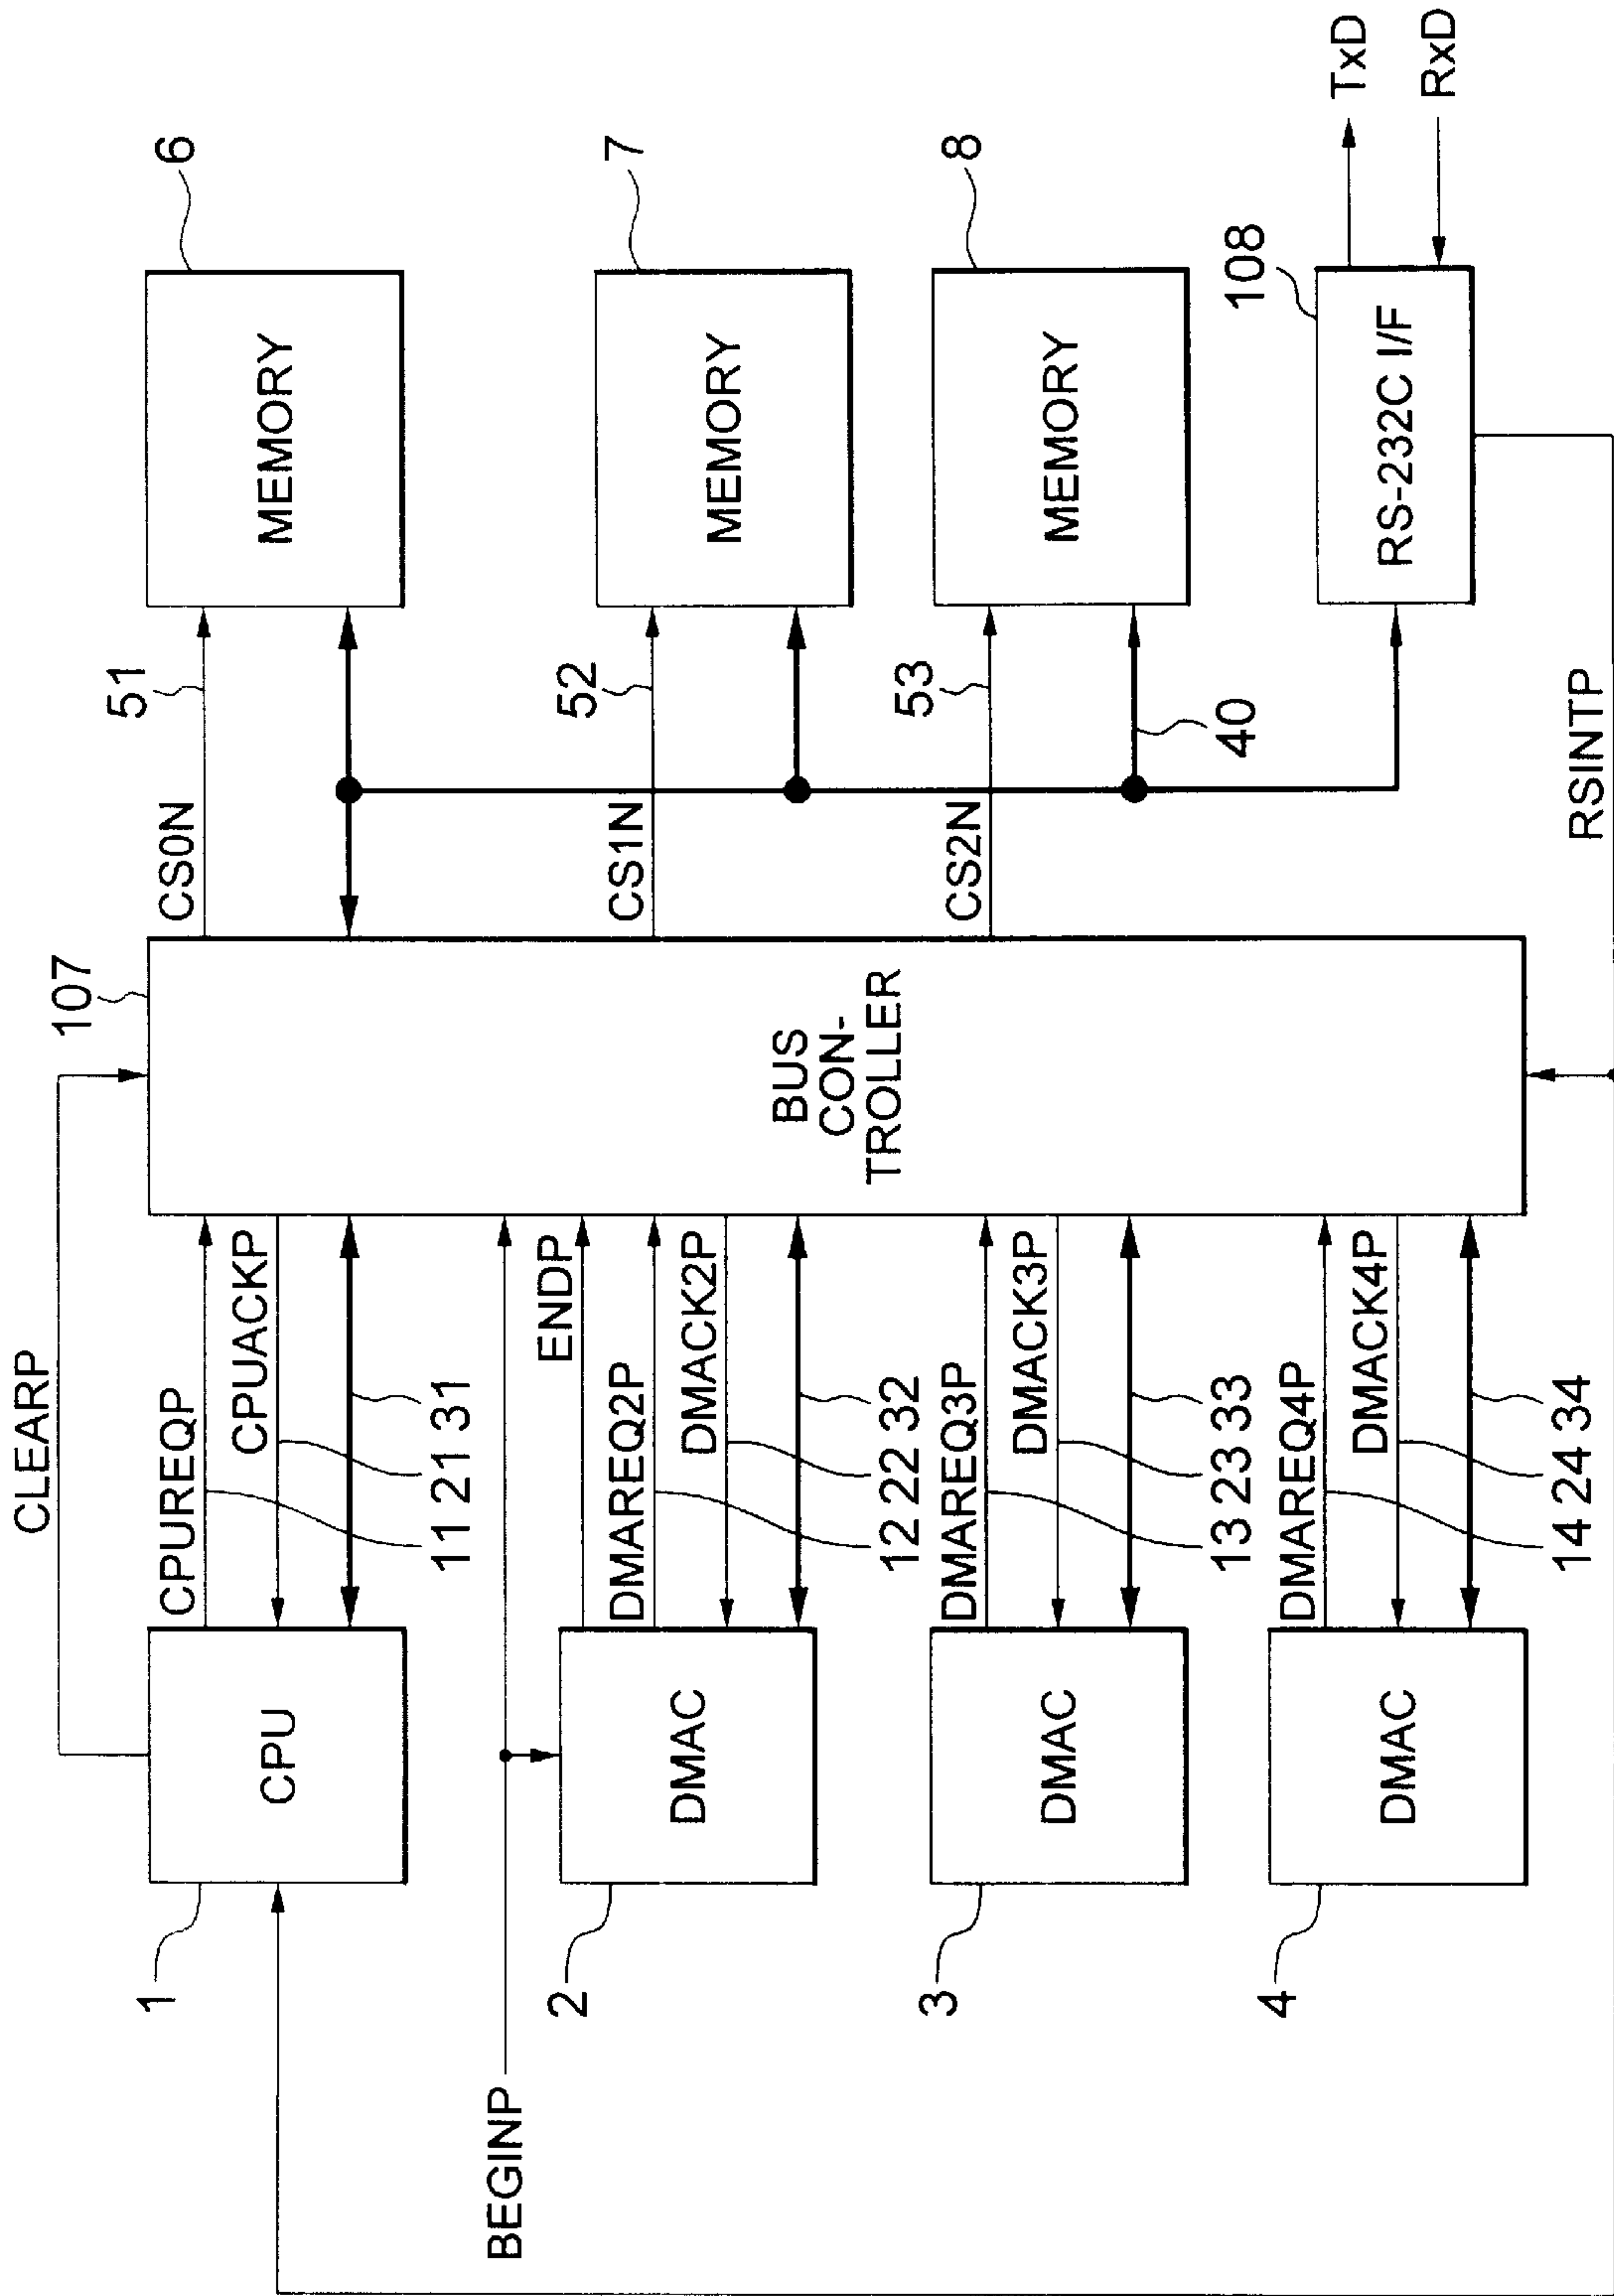 CLEARP
107
1
CPU
CPUREQP
CPUACKP
11 21 31
CS0N
51
MEMORY
6
BEGINP
2
DMAC
ENDP
DMAREQ2P
DMACK2P
12 22 32
BUS
CON-
TROLLER
CS1N
52
MEMORY
7
3
DMAC
DMAREQ3P
DMACK3P
13 23 33
CS2N
53
40
MEMORY
8
4
DMAC
DMAREQ4P
DMACK4P
14 24 34
108
RS-232C I/F
TxD
RxD
RSINTP